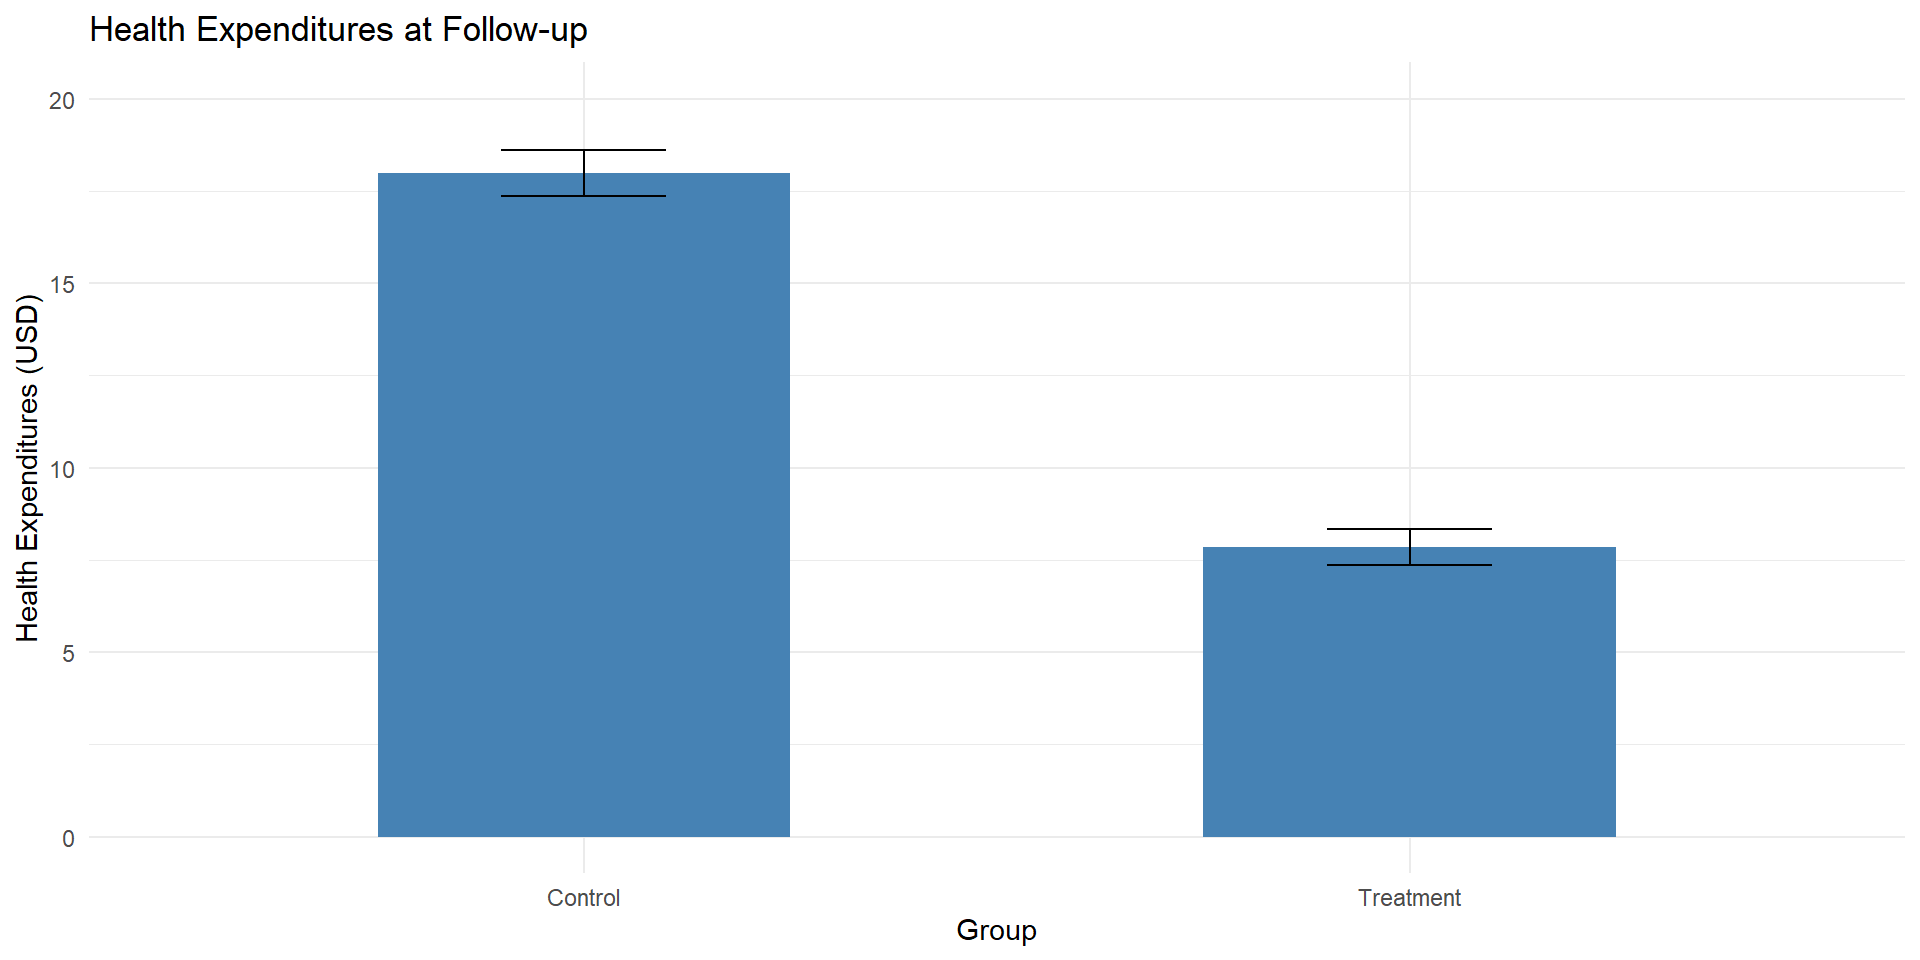 Health Expenditures at Follow-up
Health Expenditures (USD)
20
15
10
5
0
Control
Treatment
Group